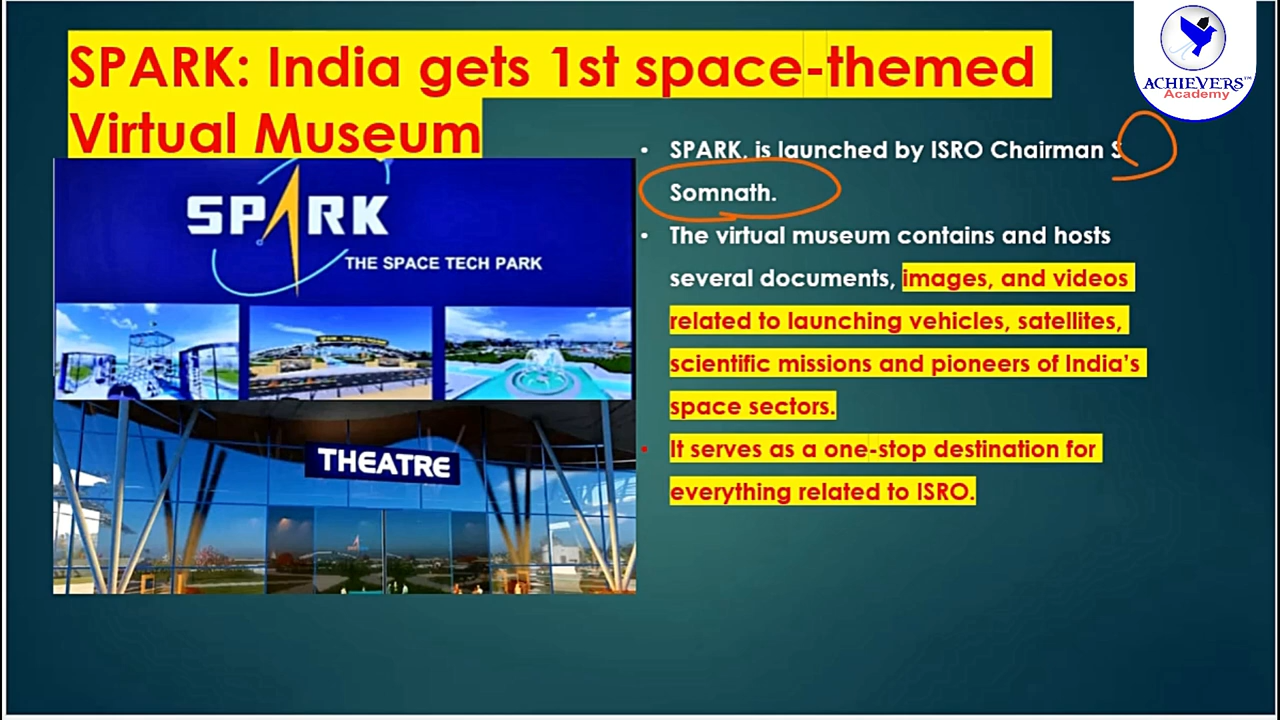 SPARK: India gets 1st space-themed
Virtual Museum
ACHIEVERS™
Academy
• SPARK, is launched by ISRO Chairman S
Somnath.
• The virtual museum contains and hosts
several documents, images, and videos
related to launching vehicles, satellites,
scientific missions and pioneers of India's
space sectors.
• It serves as a one-stop destination for
everything related to ISRO.
SPARK
THE SPACE TECH PARK
THEATRE